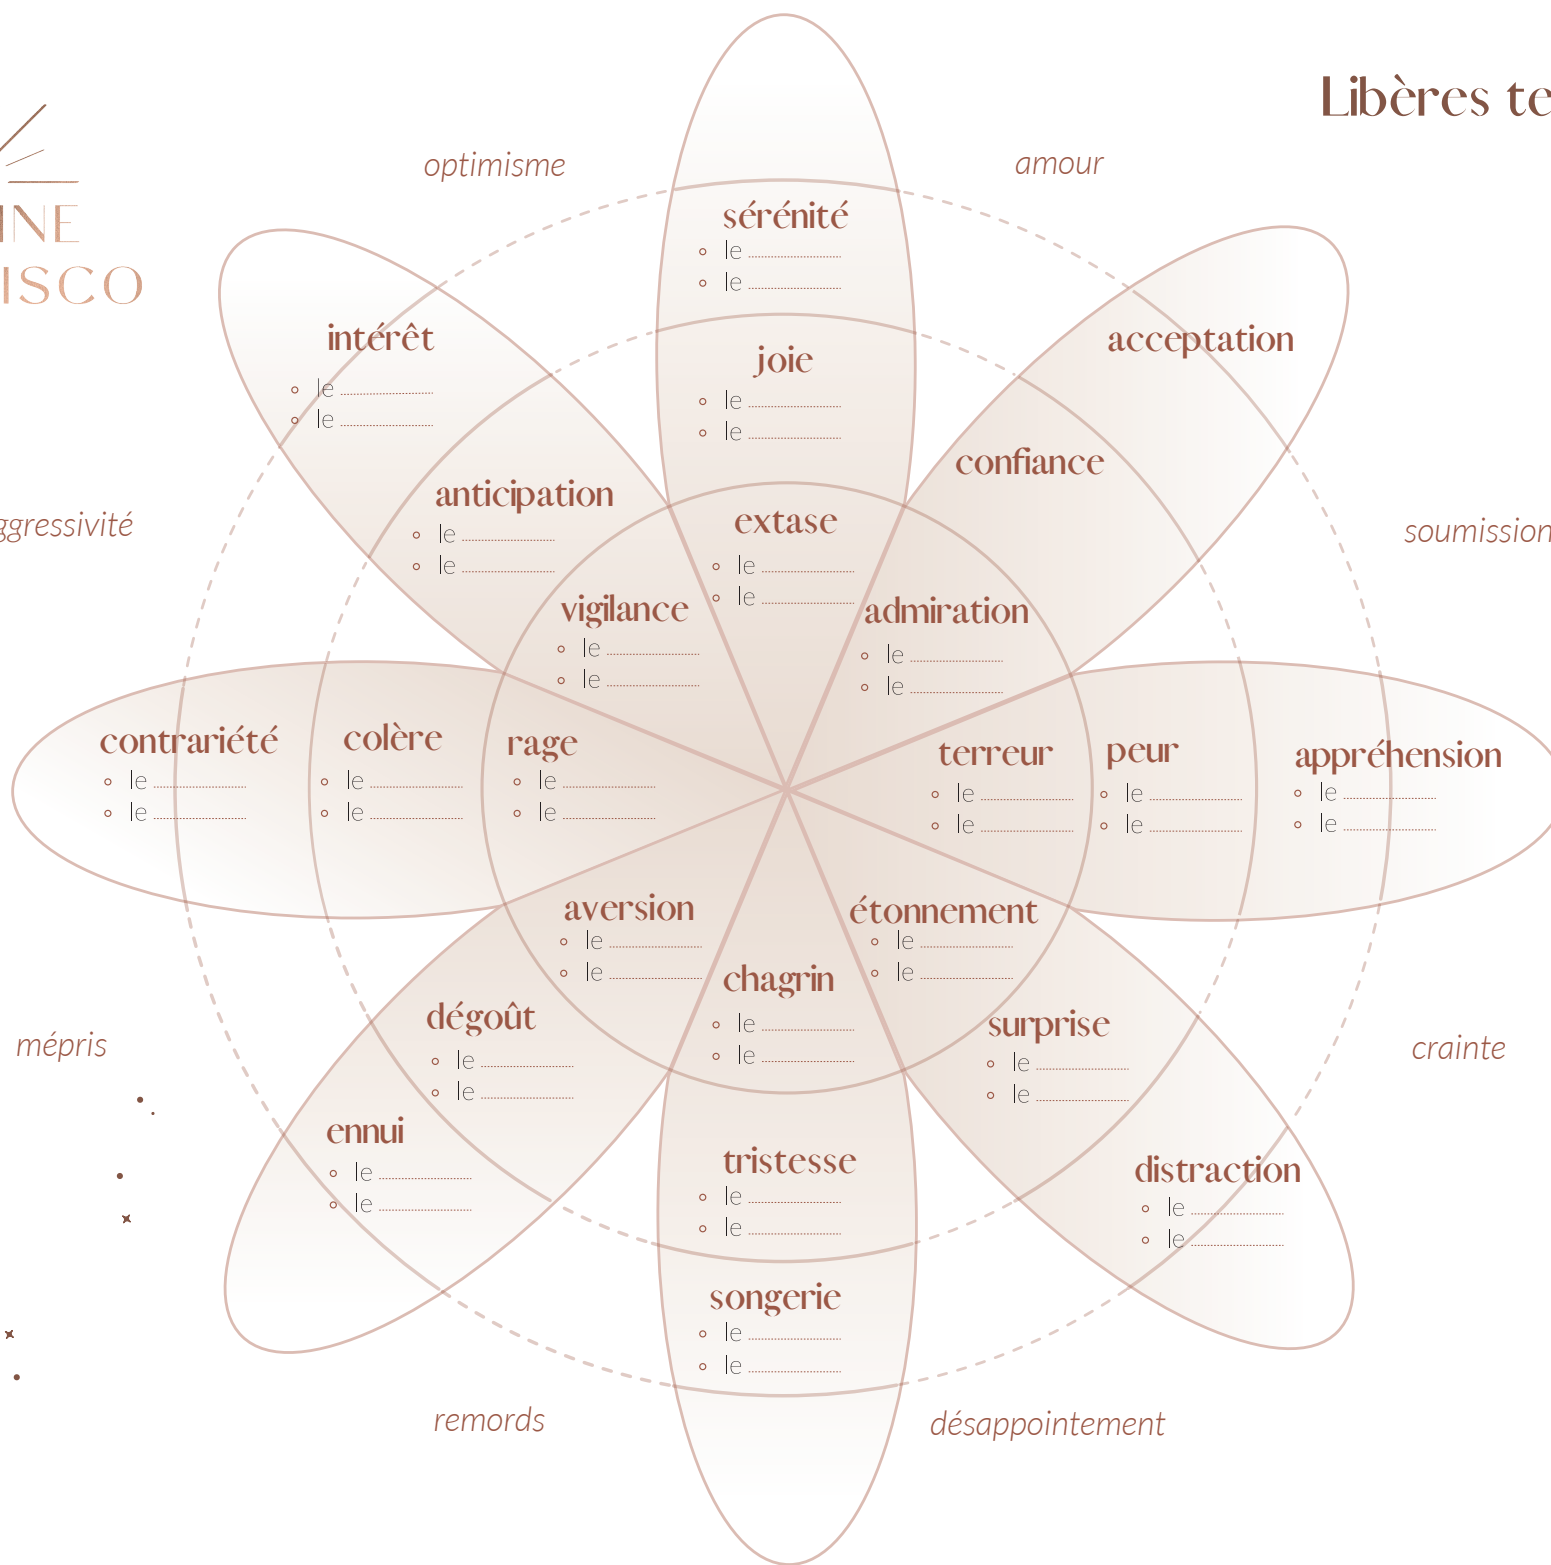 Libères te
INE
ISCO
optimisme
amour
sérénité
le ..........
le ..........
intérêt
le ..........
le ..........
joie
le ..........
le ..........
acceptation
confiance
anticipation
le ..........
le ..........
extase
le ..........
le ..........
ggressivité
soumission
vigilance
le ..........
le ..........
admiration
le ..........
le ..........
contrariété
le ..........
le ..........
colère
le ..........
le ..........
rage
le ..........
le ..........
terreur
le ..........
le ..........
peur
le ..........
le ..........
appréhension
le ..........
le ..........
aversion
le ..........
le ..........
étonnement
le ..........
le ..........
chagrin
le ..........
le ..........
dégoût
le ..........
le ..........
surprise
le ..........
le ..........
mépris
crainte
ennui
le ..........
le ..........
tristesse
le ..........
le ..........
distraction
le ..........
le ..........
songerie
le ..........
le ..........
remords
désappointement